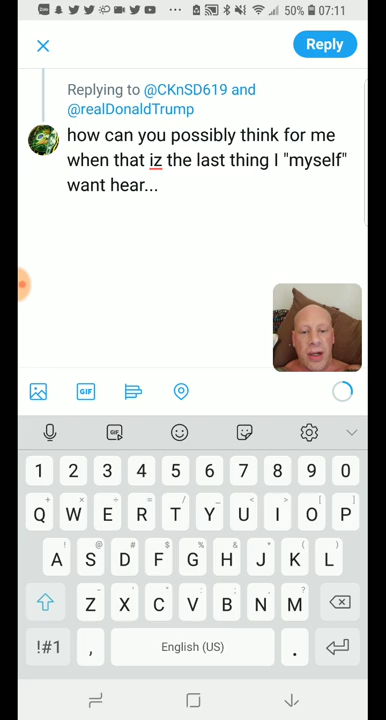 50% 07:11
Reply
Replying to @CKnSD619 and
@realDonaldTrump
how can you possibly think for me
when that iz the last thing I "myself"
want hear...
GIF
GIF
1 2 3 4 5 6 7 8 9 0
+ × ÷ = / _ < > [ ]
Q W E R T Y U I O P
! @ # $ % ^ & * ( )
A S D F G H J K L
- ' " : ; , ?
Z X C V B N M
!#1 , English (US) .